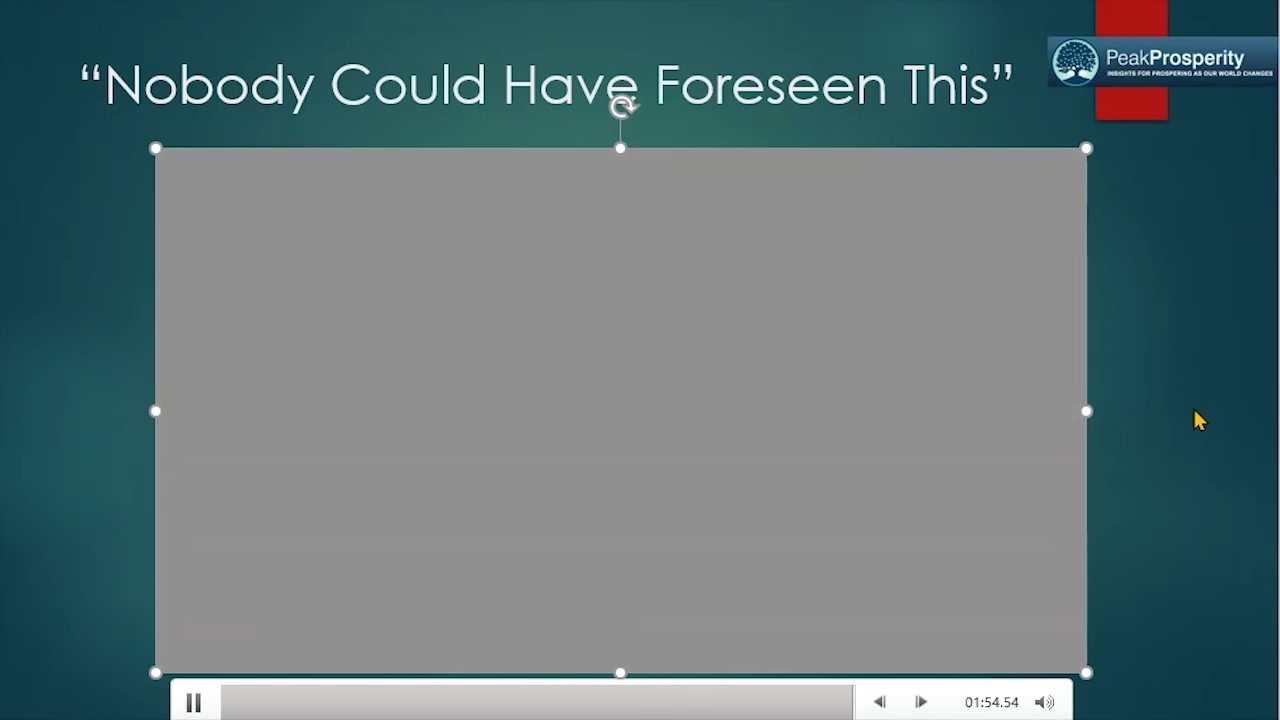 “Nobody Could Have Foreseen This”
PeakProsperity
INSIGHTS FOR PROSPERING AS OUR WORLD CHANGES
01:54.54